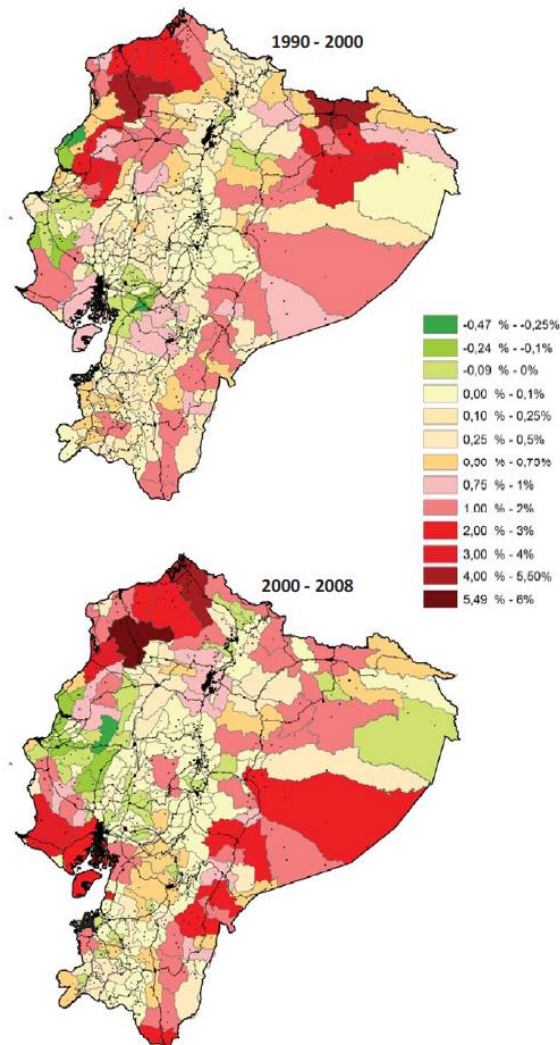 1990 - 2000
-0,47 % - -0,25%
-0,24 % - -0,1%
-0,09 % - 0%
0,00 % - 0,1%
0,10 % - 0,25%
0,25 % - 0,5%
0,50 % - 0,75%
0,75 % - 1%
1,00 % - 2%
2,00 % - 3%
3,00 % - 4%
4,00 % - 5,50%
5,49 % - 6%
2000 - 2008